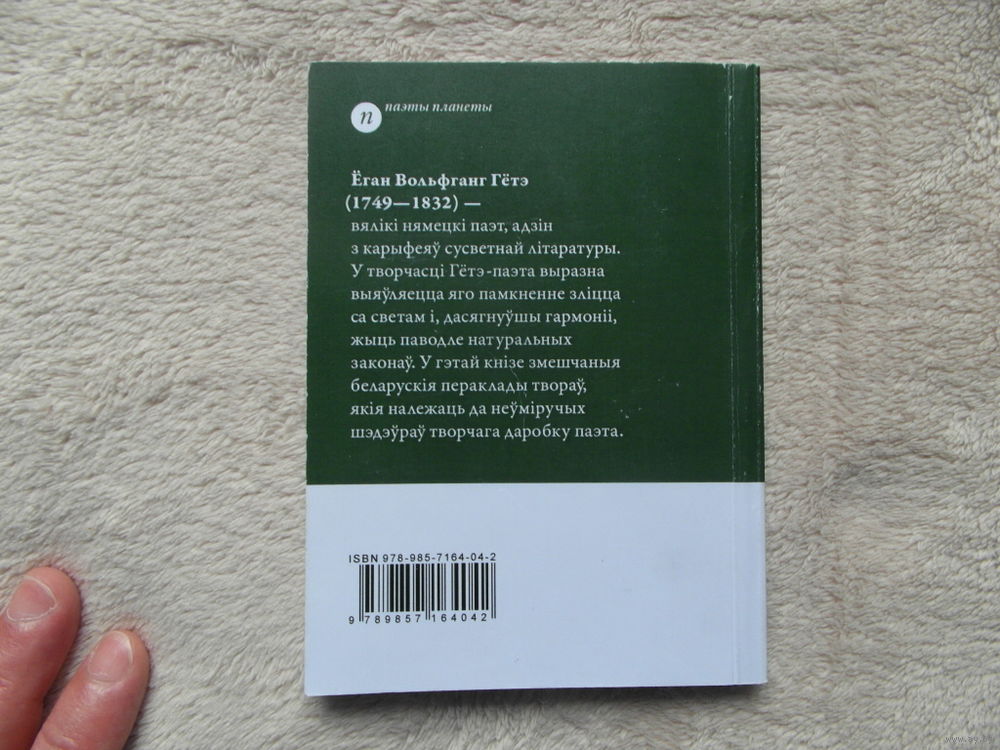 п
паэты планеты
Ёган Вольфганг Гётэ
(1749—1832) —
вялікі нямецкі паэт, адзін
з карыфеяў сусветнай літаратуры.
У творчасці Гётэ-паэта выразна
выяўляецца яго памкненне зліцца
са светам і, дасягнуўшы гармоніі,
жыць паводле натуральных
законаў. У гэтай кнізе змешчаныя
беларускія пераклады твораў,
якія належаць да неўміручых
шэдэўраў творчага даробку паэта.
ISBN 978-985-7164-04-2
9 789857 164042